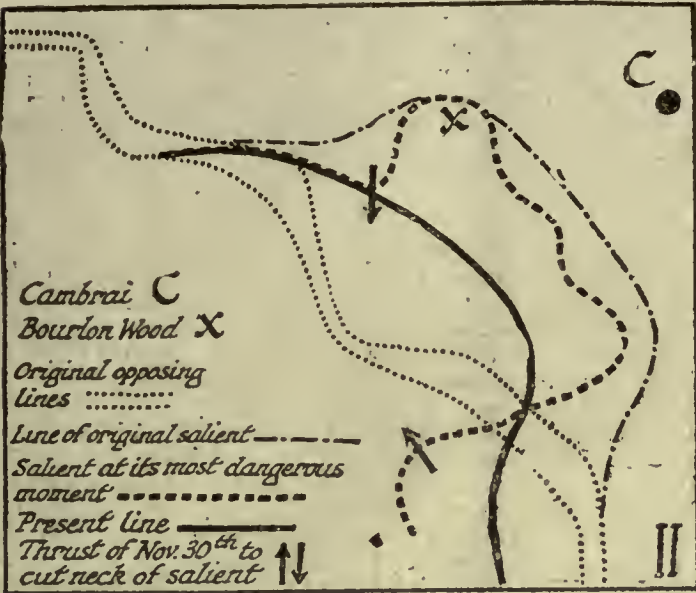 C
X
Cambrai C
Bourlon Wood X
Original opposing
lines
Line of original salient
Salient at its most dangerous
moment
Present line
Thrust of Nov. 30th to
cut neck of salient
II